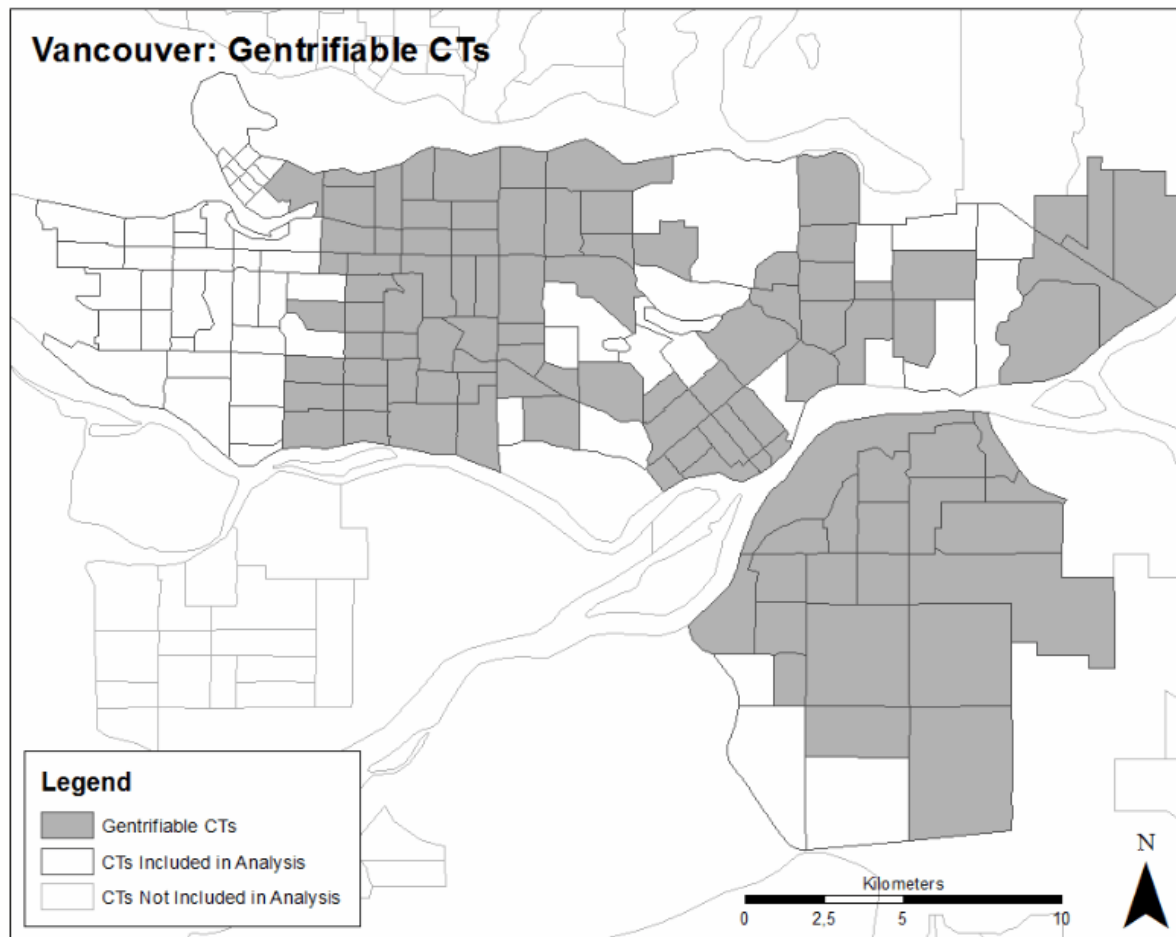 Vancouver: Gentrifiable CTs
Legend
Gentrifiable CTs
CTs Included in Analysis
CTs Not Included in Analysis
Kilometers
0 2,5 5 10
N